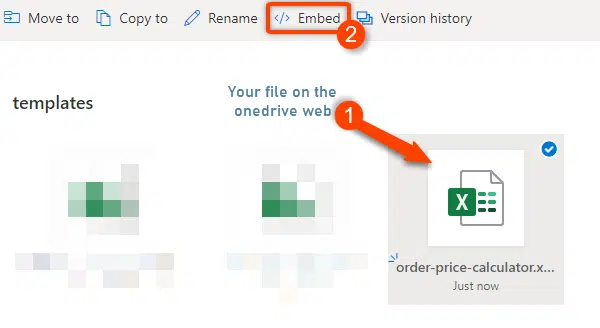 Move to Copy to Rename </> Embed Version history
2
Your file on the
onedrive web
1
templates
X
order-price-calculator.x...
Just now